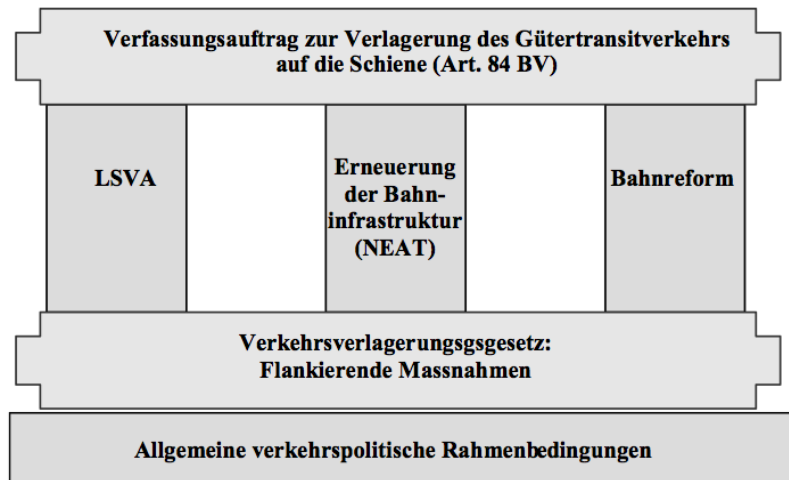 Verfassungsauftrag zur Verlagerung des Gütertransitverkehrs
auf die Schiene (Art. 84 BV)
LSVA
Erneuerung
der Bahn-
infrastruktur
(NEAT)
Bahnreform
Verkehrsverlagerungsgsgesetz:
Flankierende Massnahmen
Allgemeine verkehrspolitische Rahmenbedingungen